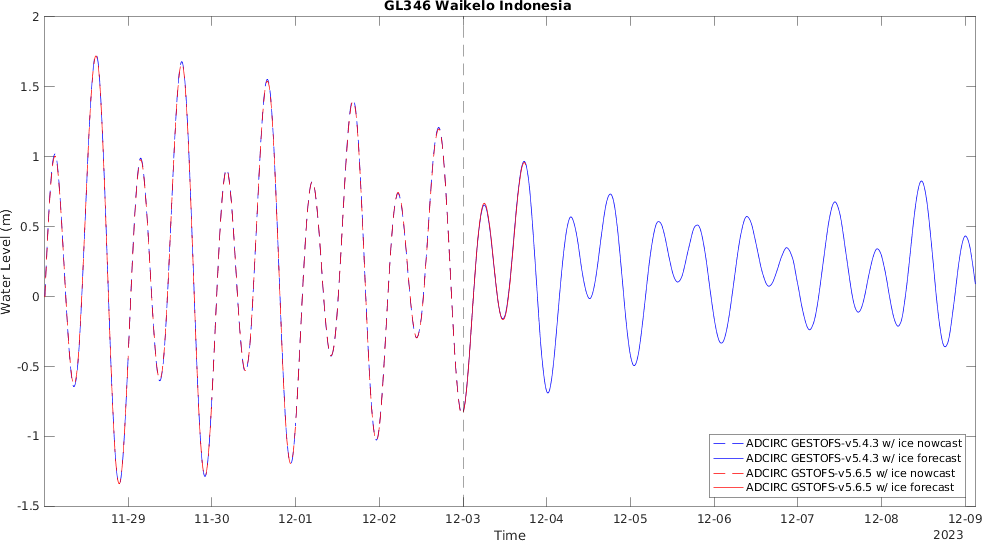 GL346 Waikelo Indonesia
2
1.5
1
0.5
0
-0.5
-1
-1.5
Water Level (m)
11-29 11-30 12-01 12-02 12-03 12-04 12-05 12-06 12-07 12-08 12-09
2023
Time
ADCIRC GESTOFS-v5.4.3 w/ ice nowcast
ADCIRC GESTOFS-v5.4.3 w/ ice forecast
ADCIRC GSTOFS-v5.6.5 w/ ice nowcast
ADCIRC GSTOFS-v5.6.5 w/ ice forecast